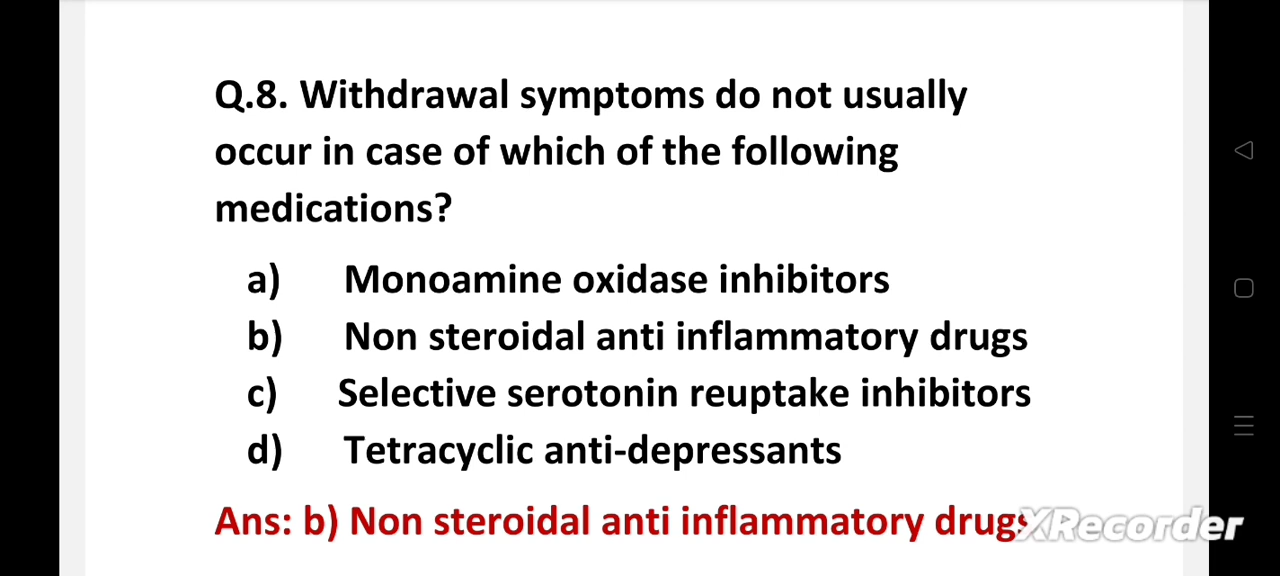 Q.8. Withdrawal symptoms do not usually
occur in case of which of the following
medications?
a) Monoamine oxidase inhibitors
b) Non steroidal anti inflammatory drugs
c) Selective serotonin reuptake inhibitors
d) Tetracyclic anti-depressants
Ans: b) Non steroidal anti inflammatory drugs
XRecorder